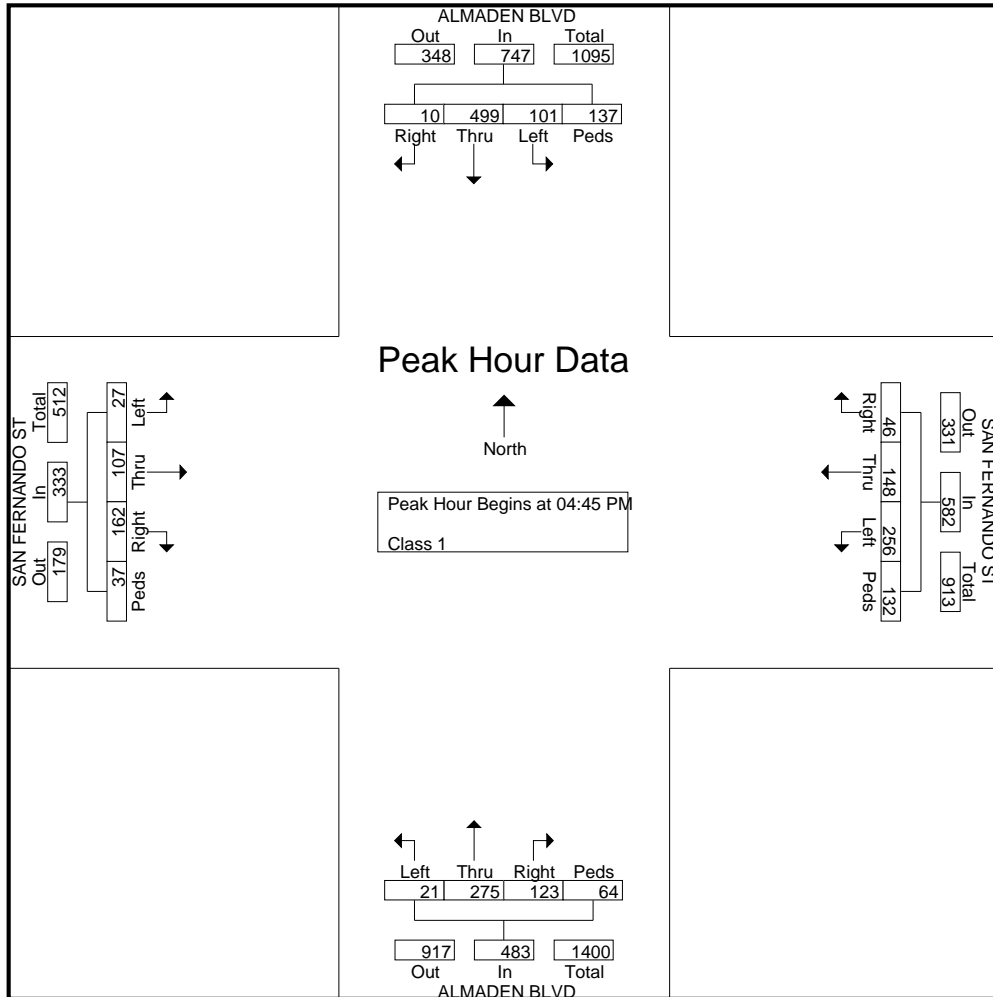 ALMADEN BLVD
Out In Total
348 747 1095
10 499 101 137
Right Thru Left Peds
Peak Hour Data
North
Peak Hour Begins at 04:45 PM
Class 1
SAN FERNANDO ST
Total In Out
512 333 179
27 107 162 37
Left Thru Right Peds
Right Thru Left Peds
46 148 256 132
331 582 913
Out In Total
SAN FERNANDO ST
Left Thru Right Peds
21 275 123 64
917 483 1400
Out In Total
ALMADEN BLVD